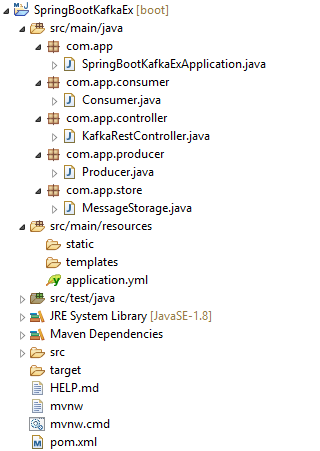 SpringBootKafkaEx [boot]
src/main/java
com.app
SpringBootKafkaExApplication.java
com.app.consumer
Consumer.java
com.app.controller
KafkaRestController.java
com.app.producer
Producer.java
com.app.store
MessageStorage.java
src/main/resources
static
templates
application.yml
src/test/java
JRE System Library [JavaSE-1.8]
Maven Dependencies
src
target
HELP.md
mvnw
mvnw.cmd
pom.xml